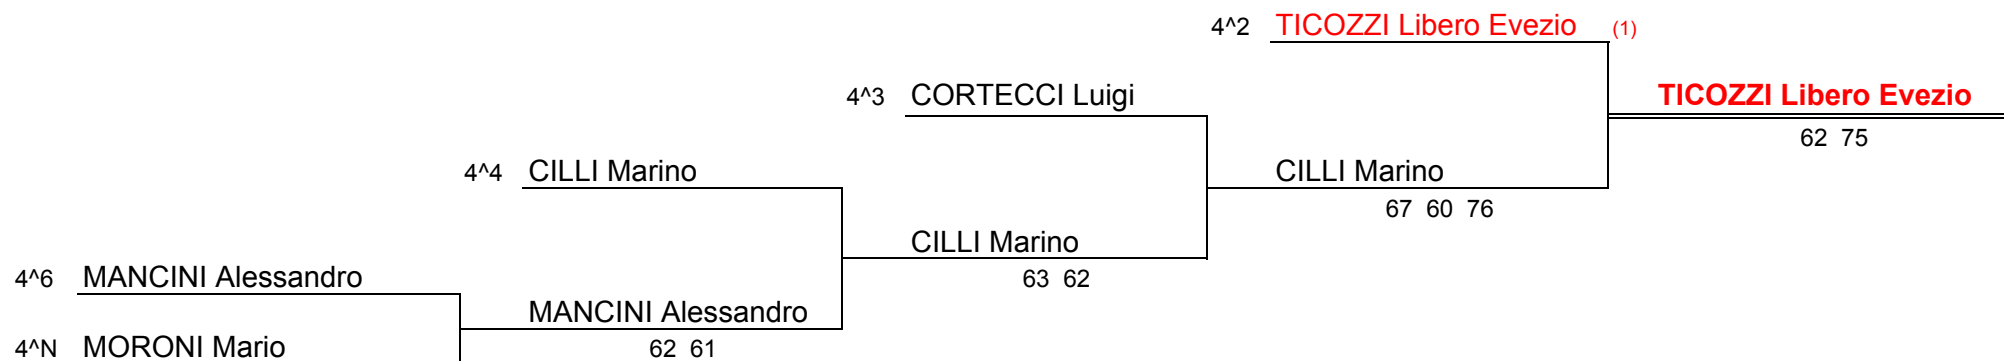 4^2 TICOZZI Libero Evezio (1)
4^3 CORTECCI Luigi
TICOZZI Libero Evezio
62 75
4^4 CILLI Marino
CILLI Marino
67 60 76
CILLI Marino
63 62
4^6 MANCINI Alessandro
MANCINI Alessandro
62 61
4^N MORONI Mario